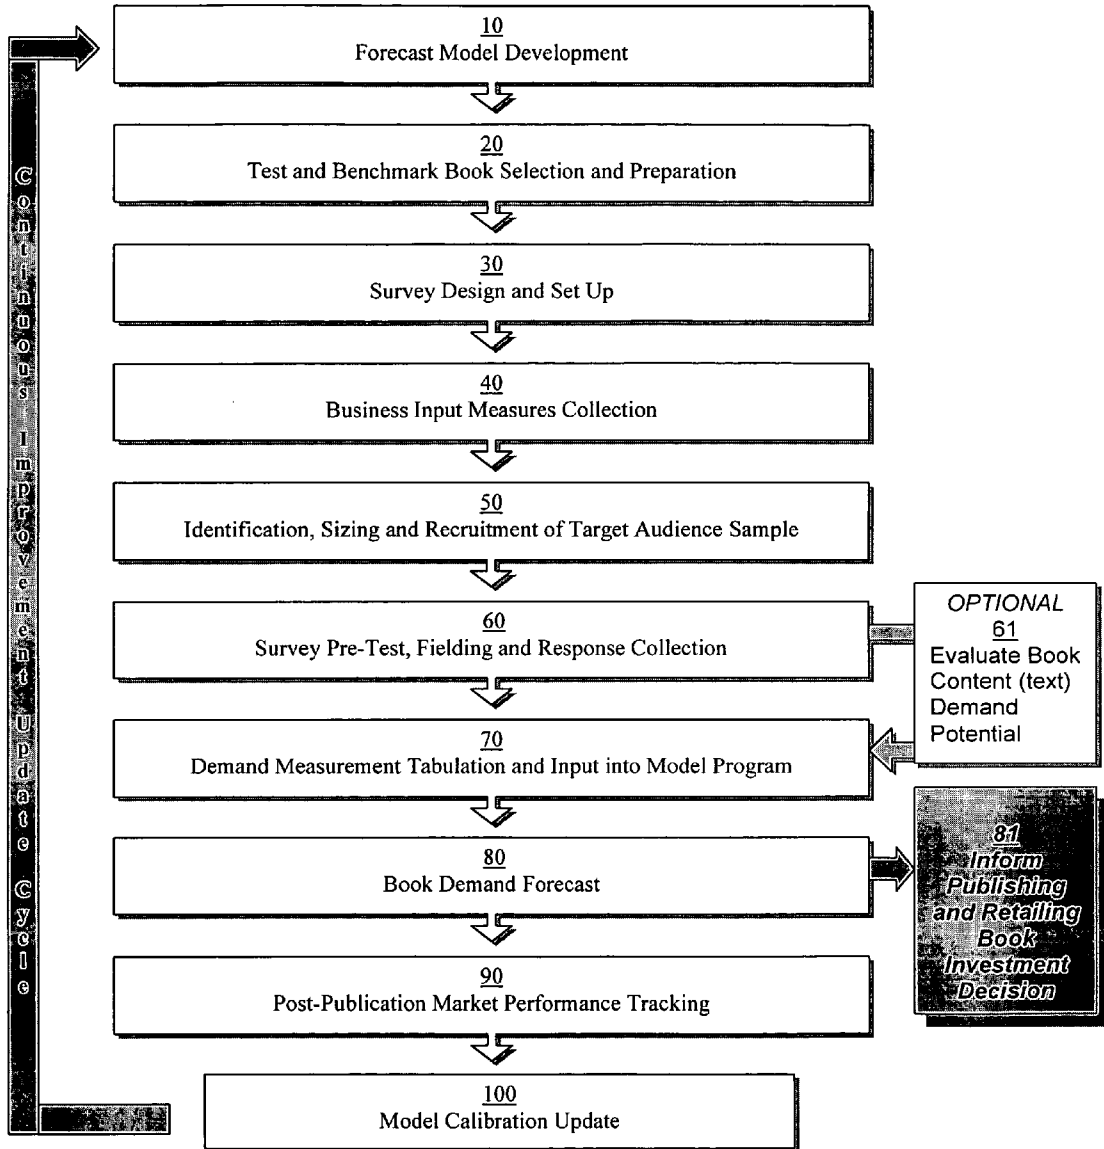 10
Forecast Model Development
20
Test and Benchmark Book Selection and Preparation
30
Survey Design and Set Up
40
Business Input Measures Collection
50
Identification, Sizing and Recruitment of Target Audience Sample
60
Survey Pre-Test, Fielding and Response Collection
OPTIONAL
61
Evaluate Book
Content (text)
Demand
Potential
70
Demand Measurement Tabulation and Input into Model Program
80
Book Demand Forecast
81
Inform
Publishing
and Retailing
Book
Investment
Decision
90
Post-Publication Market Performance Tracking
100
Model Calibration Update
Continuous Improvement Update Cycle